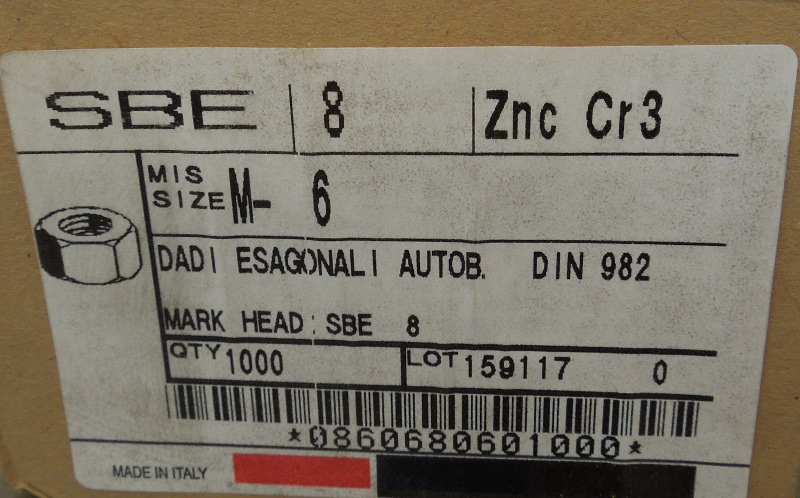 SBE 8 Znc Cr3
MIS
SIZE M- 6
DADI ESAGONALI AUTOB. DIN 982
MARK HEAD: SBE 8
QTY 1000 LOT 159117 0
*0860680601000*
MADE IN ITALY